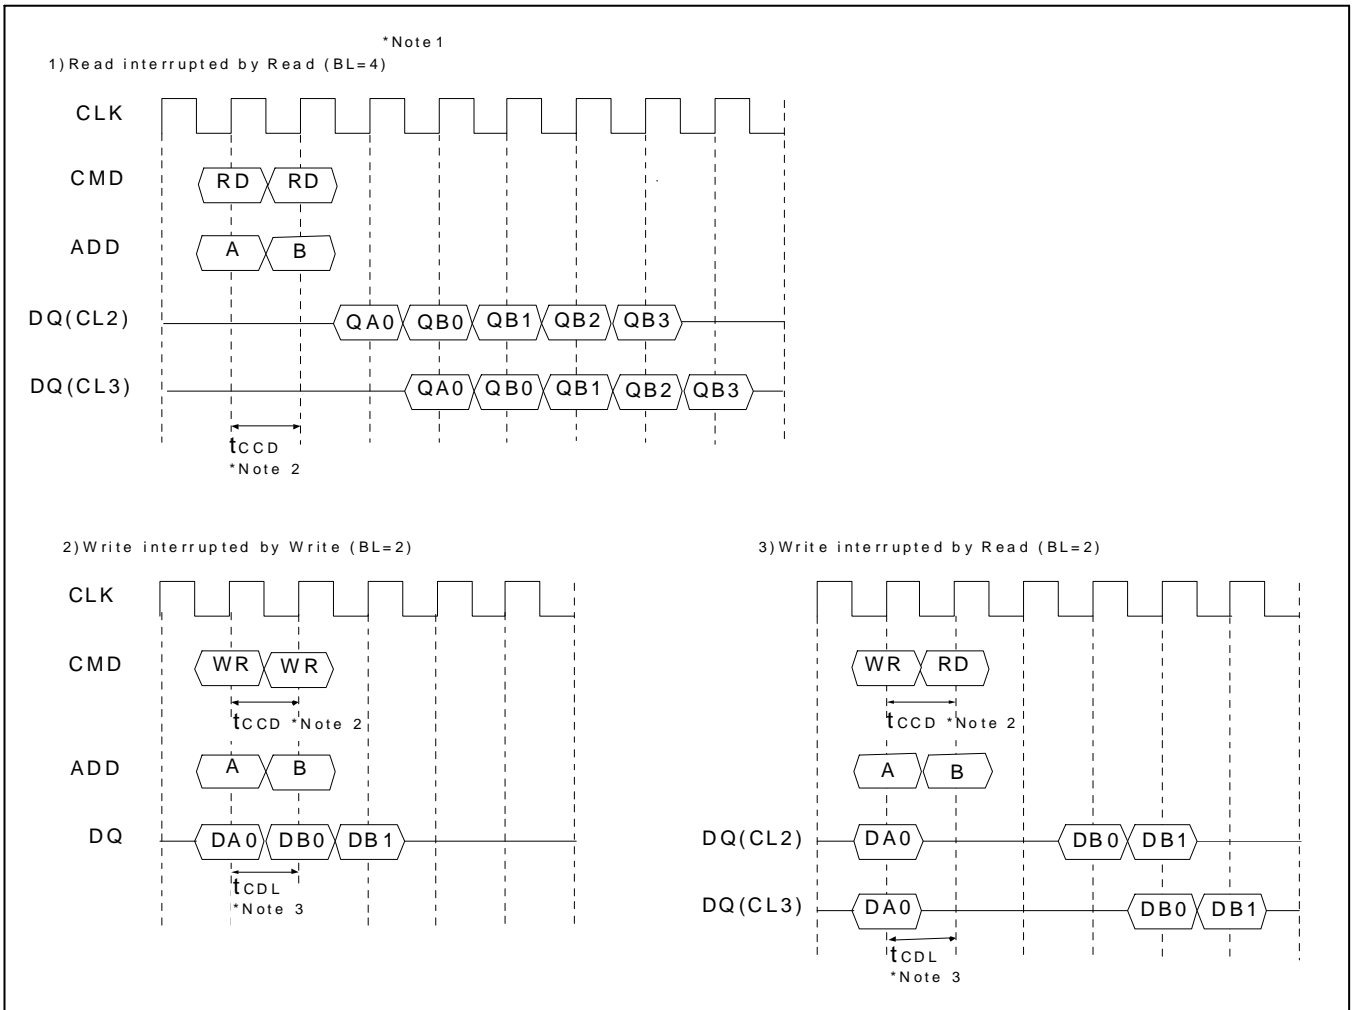 *Note1
1)Read interrupted by Read (BL=4)
CLK
CMD RD RD
ADD A B
DQ(CL2) QA0 QB0 QB1 QB2 QB3
DQ(CL3) QA0 QB0 QB1 QB2 QB3
tCCD
*Note 2
2)Write interrupted by Write (BL=2)
CLK
CMD WR WR
tCCD *Note 2
ADD A B
DQ DA0 DB0 DB1
tCDL
*Note 3
3)Write interrupted by Read (BL=2)
WR RD
tCCD *Note 2
A B
DQ(CL2) DA0 DB0 DB1
DQ(CL3) DA0 DB0 DB1
tCDL
*Note 3